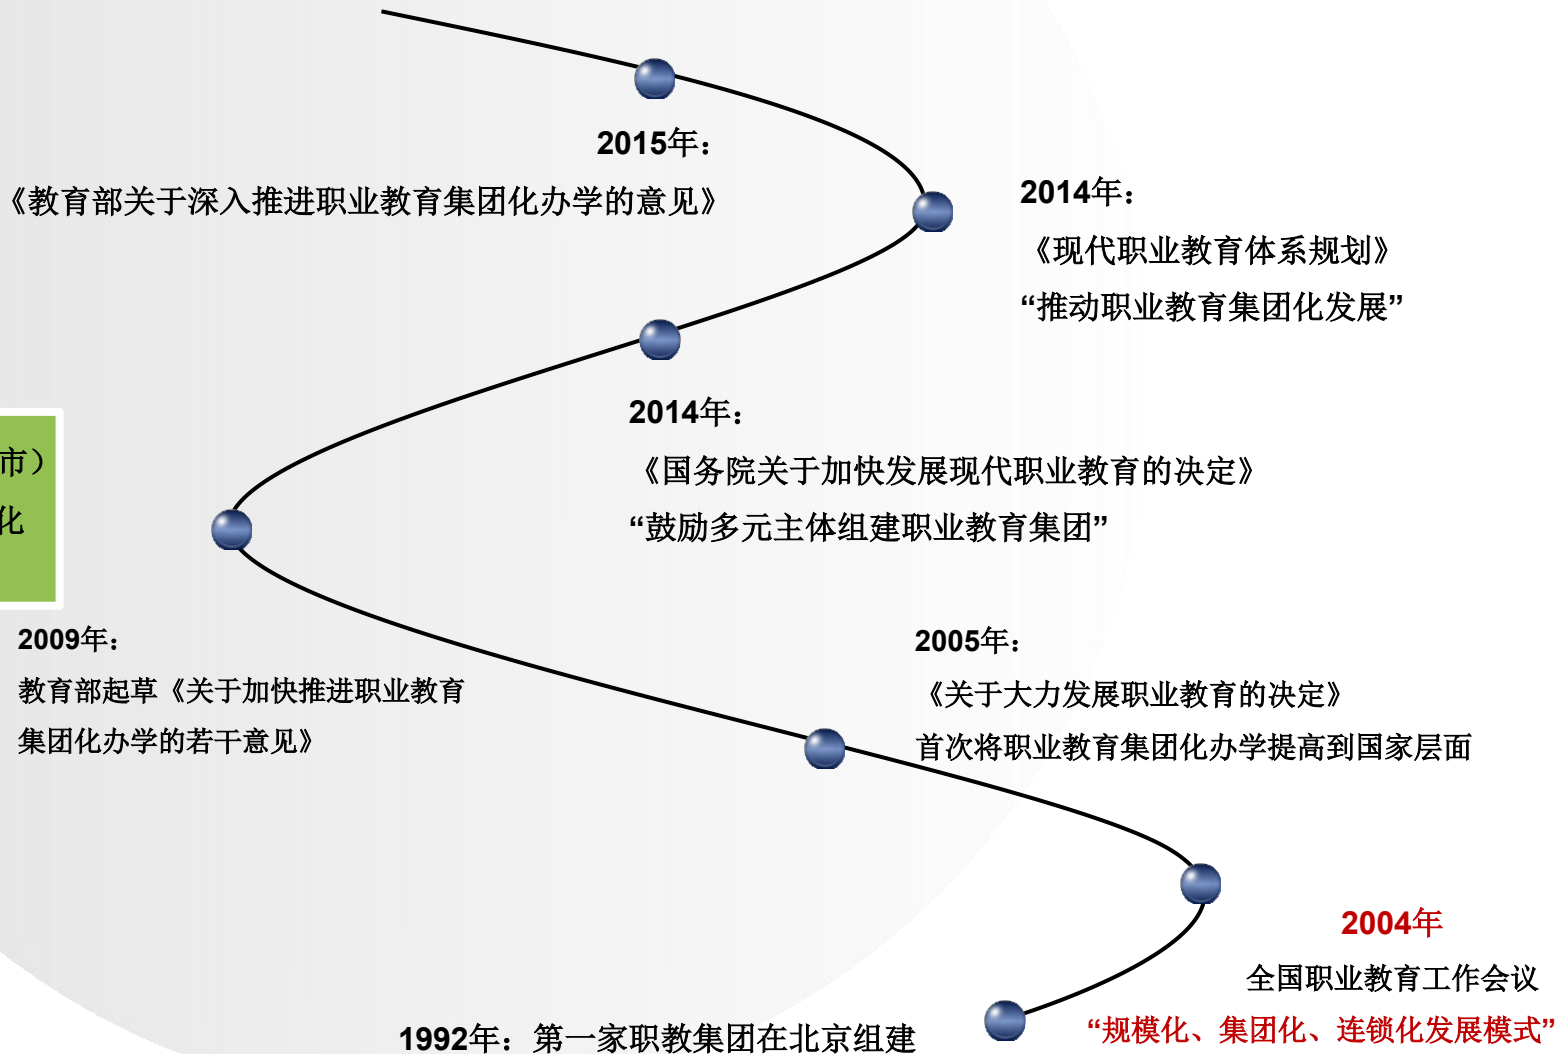 2015年：
《教育部关于深入推进职业教育集团化办学的意见》
2014年：
《现代职业教育体系规划》
“推动职业教育集团化发展”
2014年：
《国务院关于加快发展现代职业教育的决定》
“鼓励多元主体组建职业教育集团”
市）
化
2009年：
教育部起草《关于加快推进职业教育
集团化办学的若干意见》
2005年：
《关于大力发展职业教育的决定》
首次将职业教育集团化办学提高到国家层面
2004年
全国职业教育工作会议
“规模化、集团化、连锁化发展模式”
1992年：第一家职教集团在北京组建